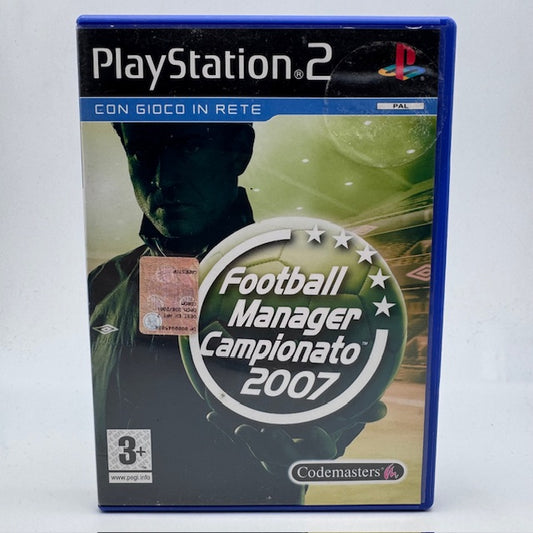 PlayStation®2
CON GIOCO IN RETE
PAL
Football
Manager
Campionato™
2007
3+
www.pegi.info
Codemasters